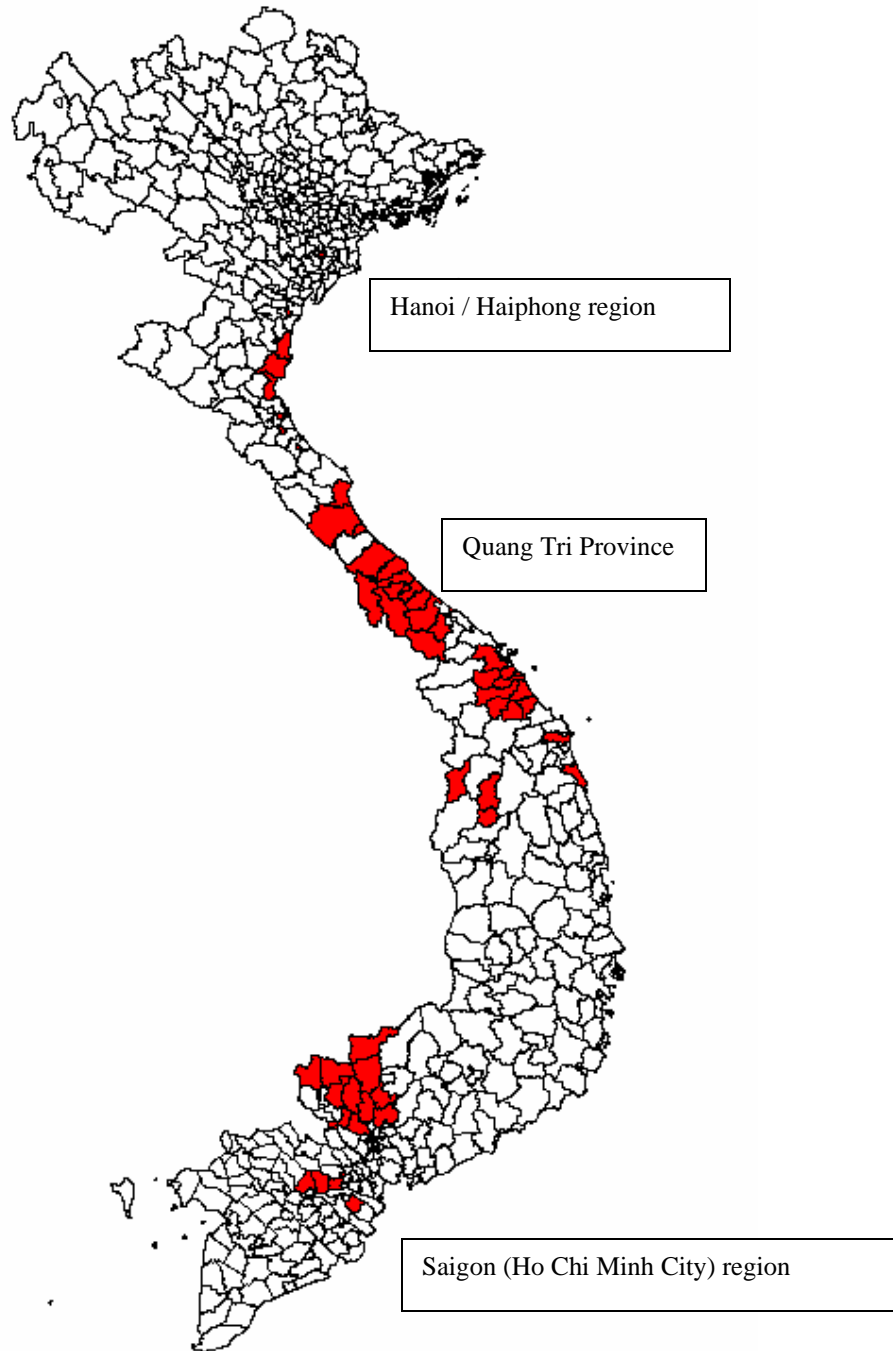 Hanoi / Haiphong region
Quang Tri Province
Saigon (Ho Chi Minh City) region